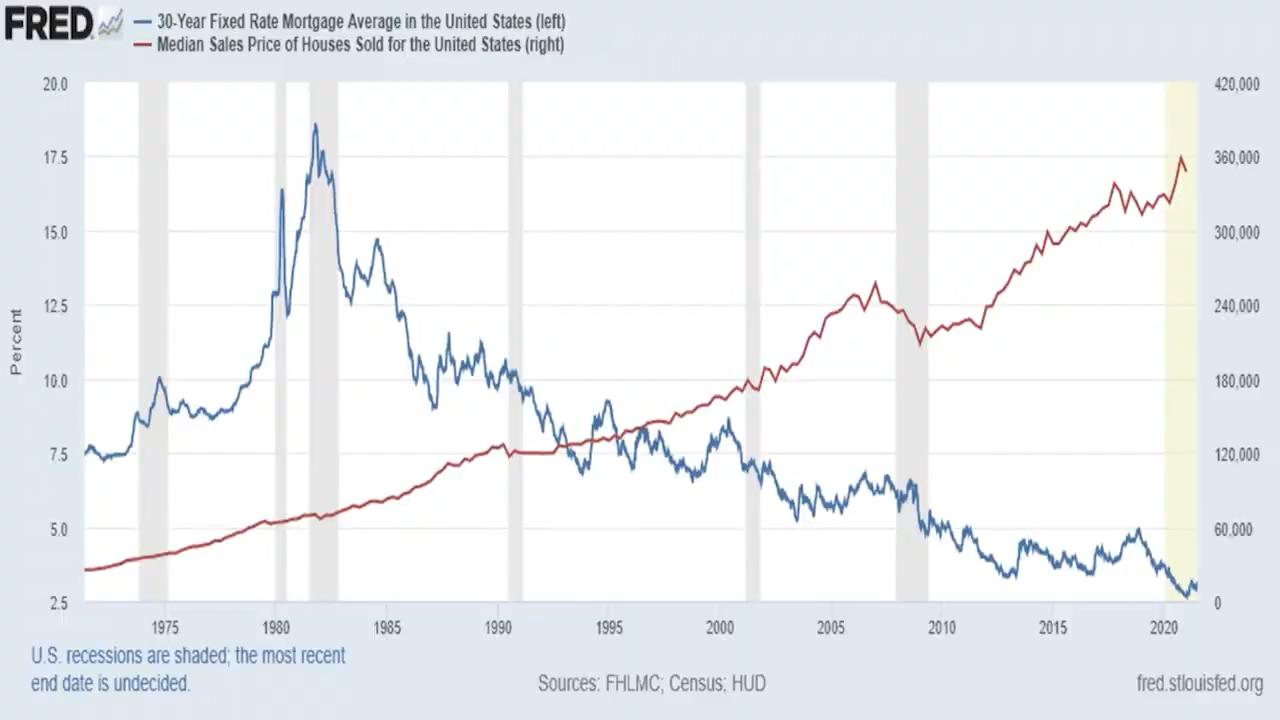 FRED
30-Year Fixed Rate Mortgage Average in the United States (left)
Median Sales Price of Houses Sold for the United States (right)
20.0
17.5
15.0
12.5
10.0
7.5
5.0
2.5
Percent
420,000
360,000
300,000
240,000
180,000
120,000
60,000
0
1975 1980 1985 1990 1995 2000 2005 2010 2015 2020
U.S. recessions are shaded; the most recent
end date is undecided.
Sources: FHLMC; Census; HUD
fred.stlouisfed.org